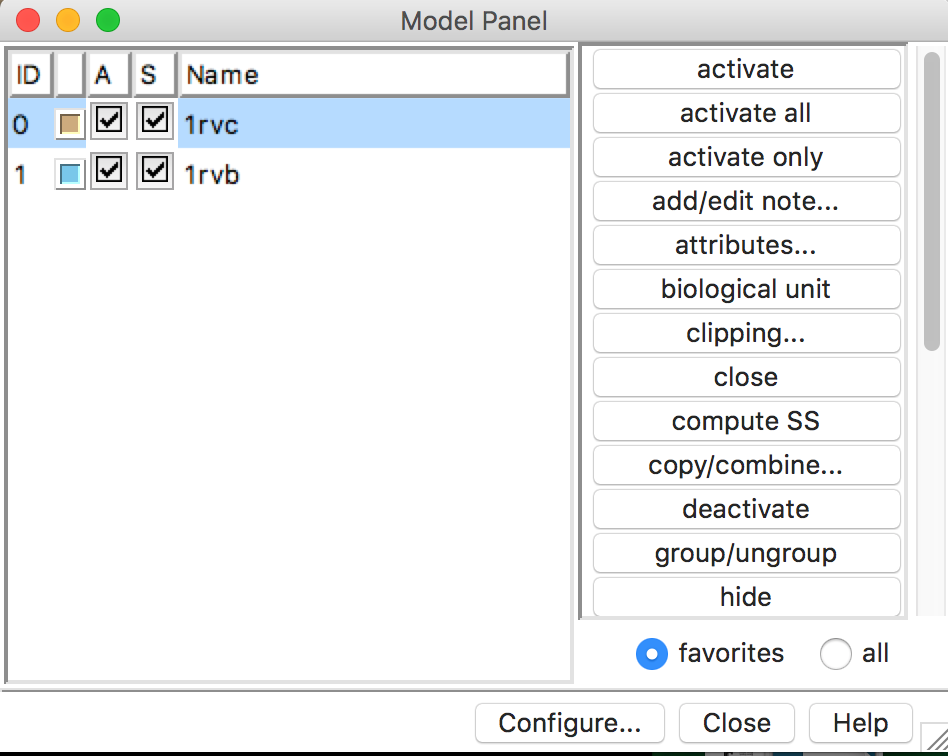 Model Panel
ID A S Name
0 1rvc
1 1rvb
activate
activate all
activate only
add/edit note...
attributes...
biological unit
clipping...
close
compute SS
copy/combine...
deactivate
group/ungroup
hide
favorites all
Configure... Close Help